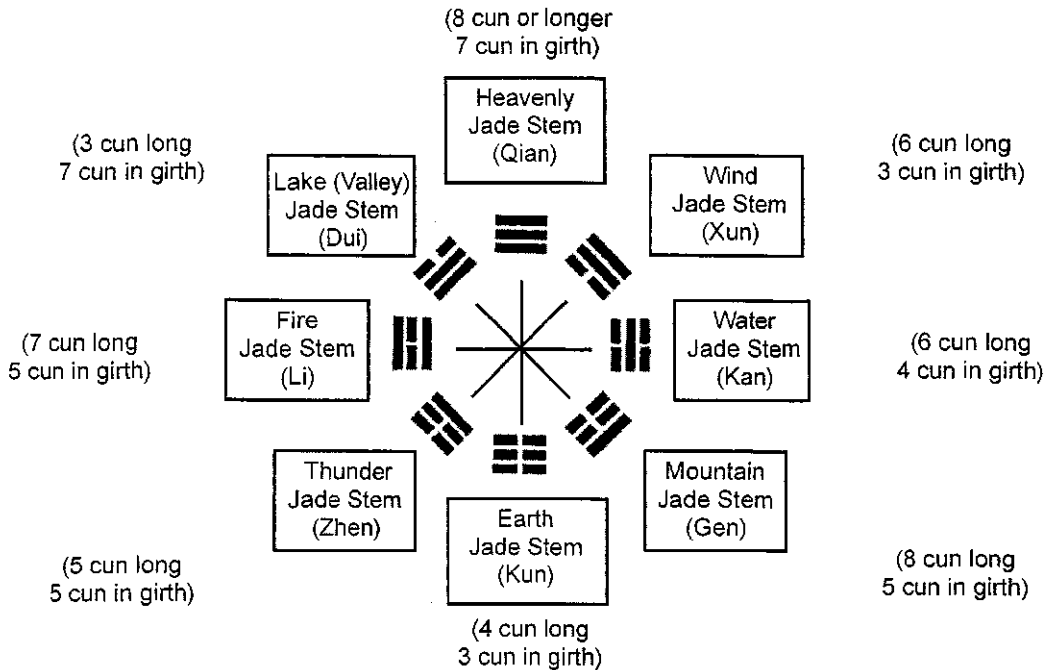 (8 cun or longer
7 cun in girth)
Heavenly
Jade Stem
(Qian)
(3 cun long
7 cun in girth)
Lake (Valley)
Jade Stem
(Dui)
Wind
Jade Stem
(Xun)
(6 cun long
3 cun in girth)
(7 cun long
5 cun in girth)
Fire
Jade Stem
(Li)
Water
Jade Stem
(Kan)
(6 cun long
4 cun in girth)
Thunder
Jade Stem
(Zhen)
(5 cun long
5 cun in girth)
Earth
Jade Stem
(Kun)
(4 cun long
3 cun in girth)
Mountain
Jade Stem
(Gen)
(8 cun long
5 cun in girth)